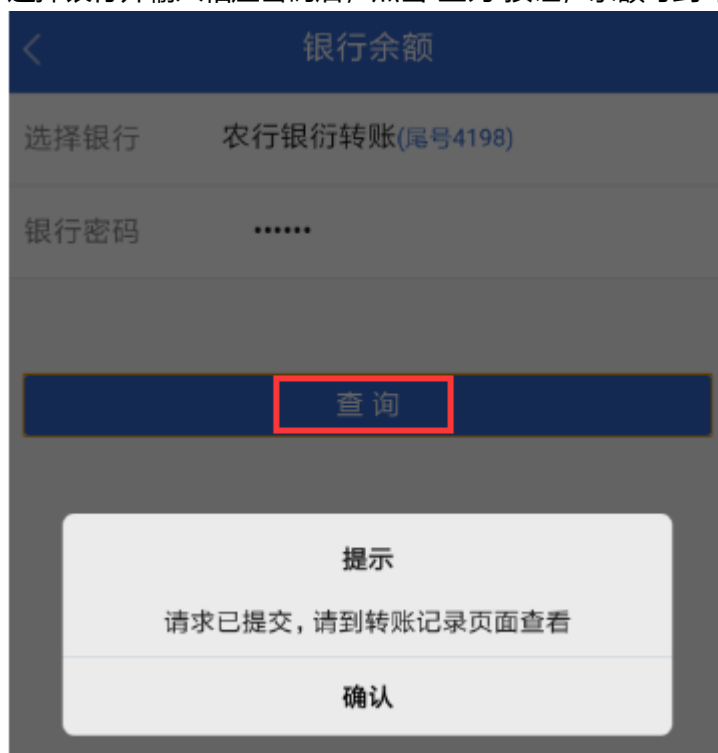 银行余额
选择银行 农行银衍转账(尾号4198)
银行密码 ••••••
查询
提示
请求已提交，请到转账记录页面查看
确认